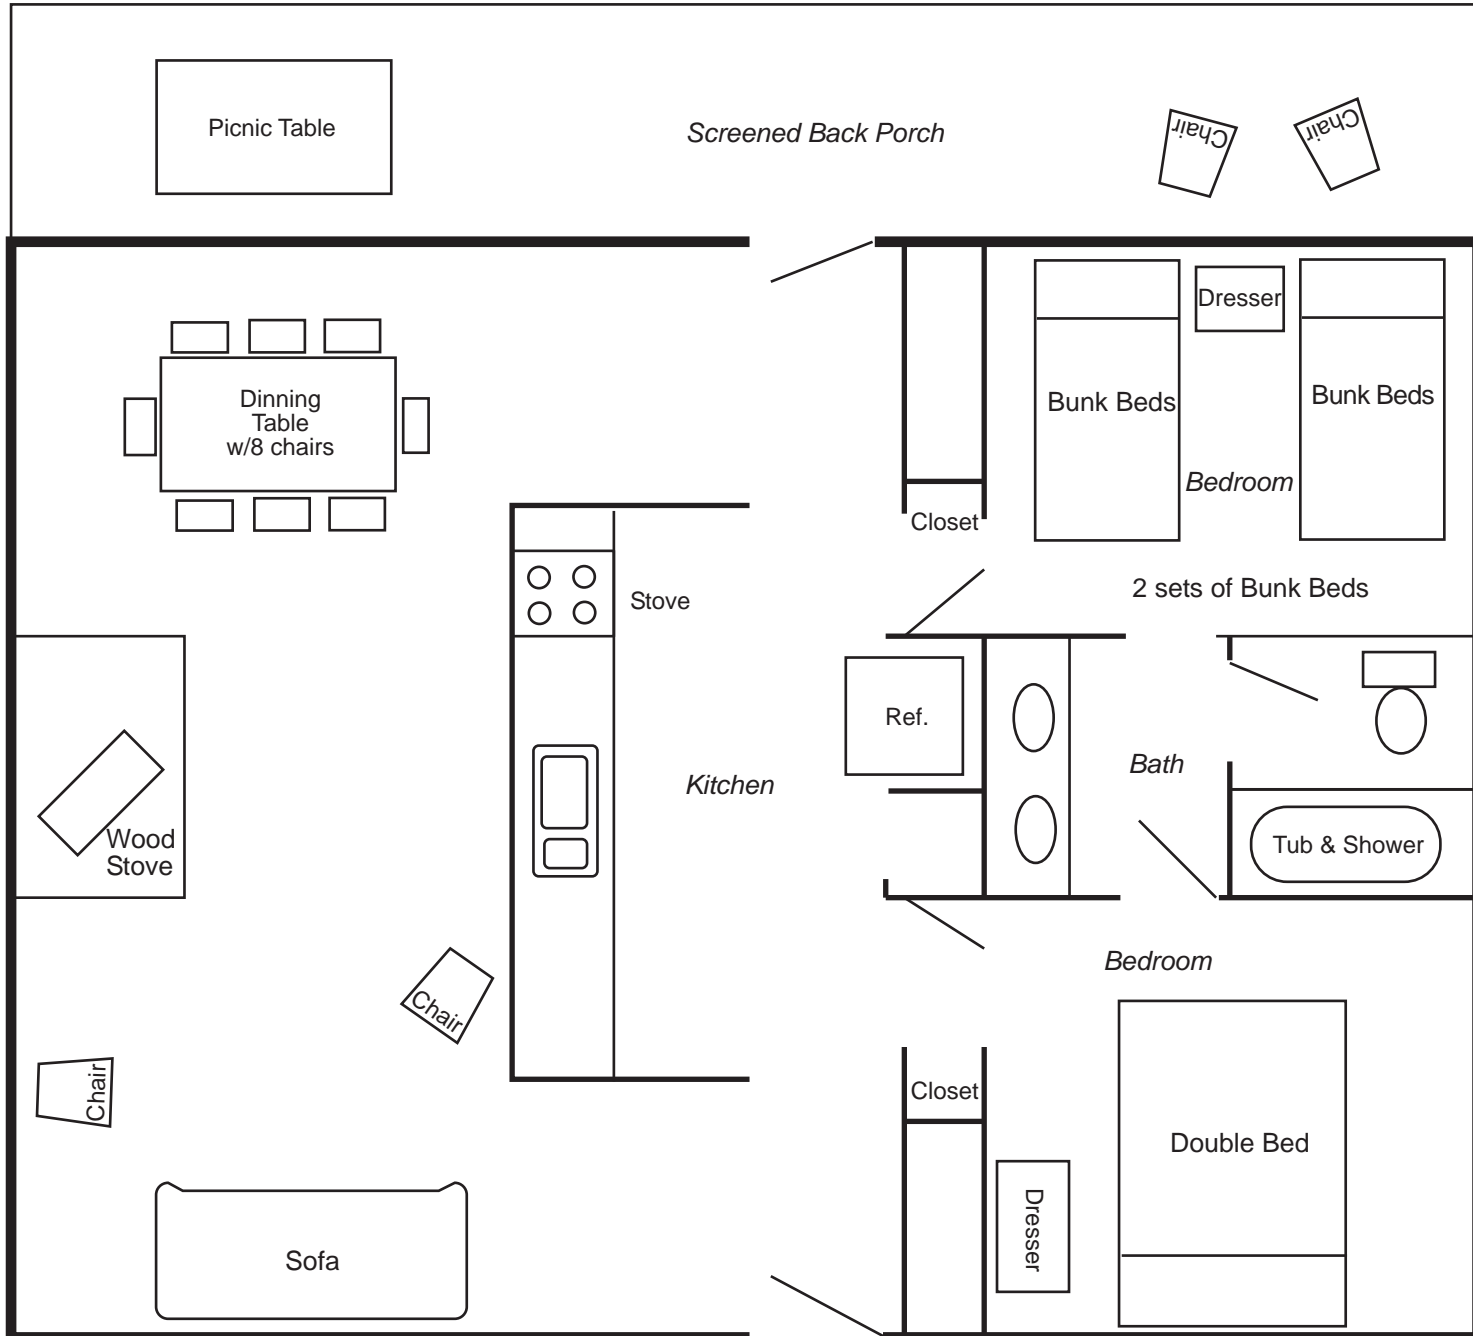 Picnic Table
Screened Back Porch
Chair
Chair
Dresser
Dinning
Table
w/8 chairs
Bunk Beds
Bunk Beds
Bedroom
Closet
2 sets of Bunk Beds
Stove
Ref.
Kitchen
Bath
Wood
Stove
Tub & Shower
Bedroom
Chair
Chair
Closet
Double Bed
Dresser
Sofa